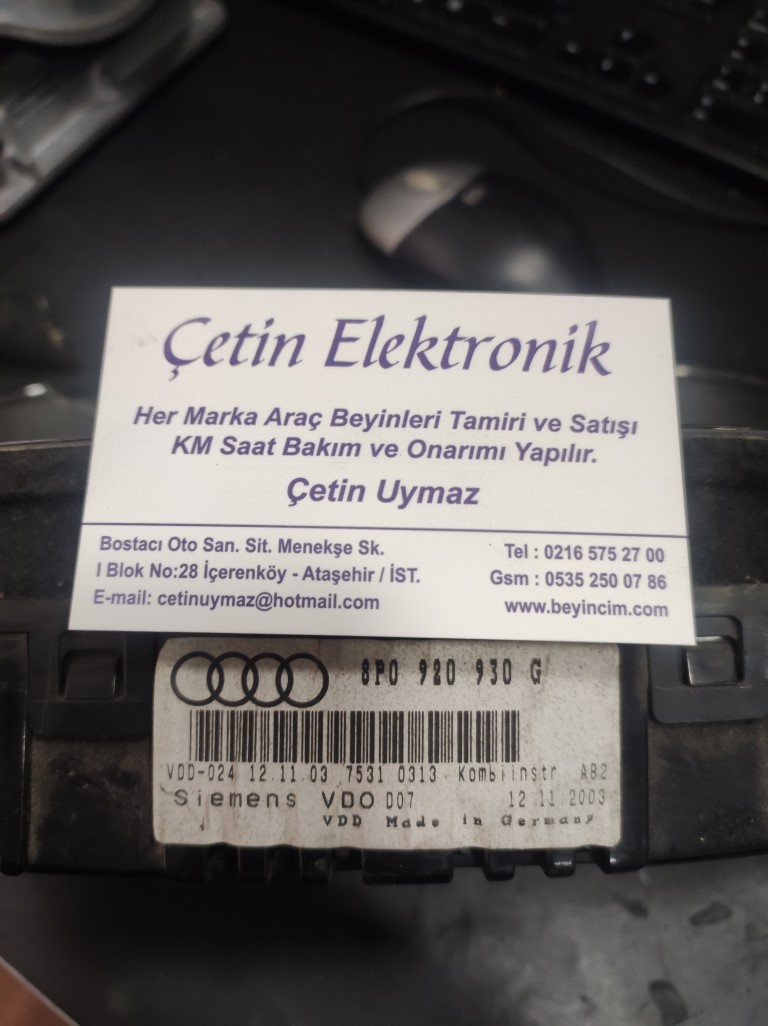 Çetin Elektronik
Her Marka Araç Beyinleri Tamiri ve Satışı
KM Saat Bakım ve Onarımı Yapılır.
Çetin Uymaz
Bostacı Oto San. Sit. Menekşe Sk.
I Blok No:28 İçerenköy - Ataşehir / İST.
E-mail: cetinuymaz@hotmail.com
Tel : 0216 575 27 00
Gsm : 0535 250 07 86
www.beyincim.com
8P0 920 930 G
VDD-024 12.11.03 7531 0313 Kombiinstr AB2
Siemens VDO D07 12 11 2003
VDD Made in Germany